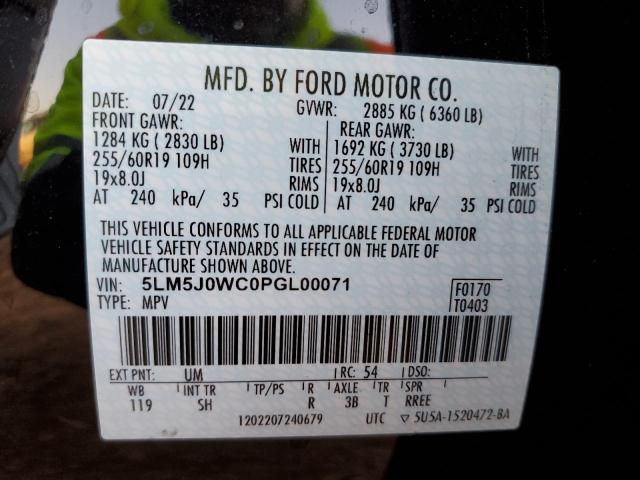 MFD. BY FORD MOTOR CO.
DATE: 07/22 GVWR: 2885 KG ( 6360 LB)
FRONT GAWR: REAR GAWR:
1284 KG ( 2830 LB) WITH 1692 KG ( 3730 LB) WITH
255/60R19 109H TIRES 255/60R19 109H TIRES
19x8.0J RIMS 19x8.0J RIMS
AT 240 kPa/ 35 PSI COLD AT 240 kPa/ 35 PSI COLD
THIS VEHICLE CONFORMS TO ALL APPLICABLE FEDERAL MOTOR
VEHICLE SAFETY STANDARDS IN EFFECT ON THE DATE OF
MANUFACTURE SHOWN ABOVE.
VIN: 5LM5J0WC0PGL00071 F0170
TYPE: MPV T0403
EXT PNT: UM RC: 54 DSO:
WB INT TR TP/PS R AXLE TR SPR
119 SH R 3B T RREE
1202207240679 UTC ▽ 5U5A-1520472-BA